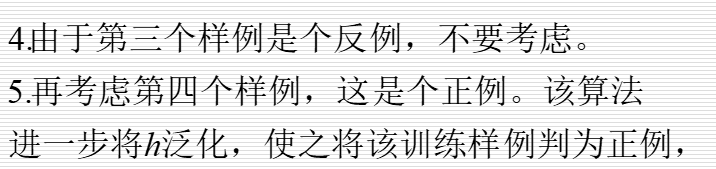 4.由于第三个样例是个反例，不要考虑。
5.再考虑第四个样例，这是个正例。该算法
进一步将h泛化，使之将该训练样例判为正例，